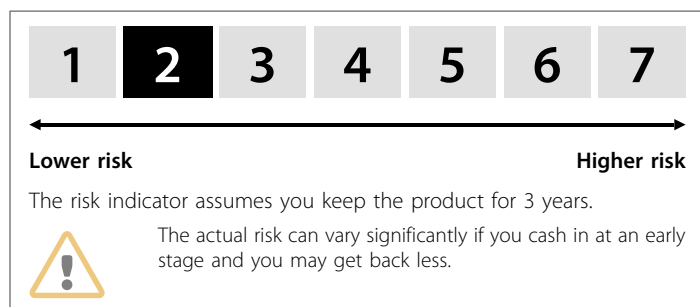 1 2 3 4 5 6 7
Lower risk Higher risk
The risk indicator assumes you keep the product for 3 years.
The actual risk can vary significantly if you cash in at an early
stage and you may get back less.